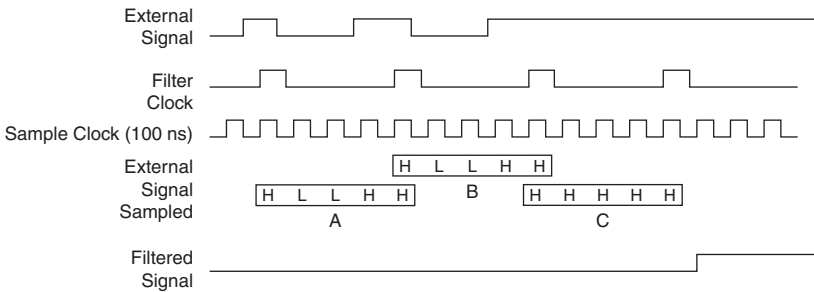 External
Signal
Filter
Clock
Sample Clock (100 ns)
External
Signal
Sampled
H L L H H
B
H L L H H
A
H H H H H
C
Filtered
Signal